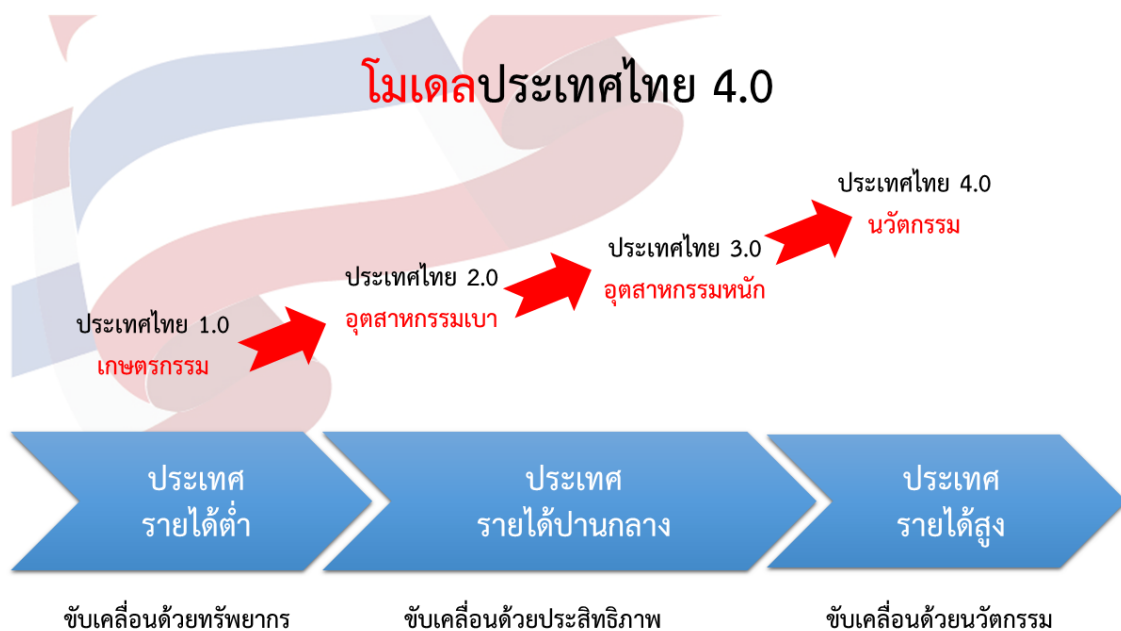 โมเดลประเทศไทย 4.0
ประเทศไทย 1.0
เกษตรกรรม
ประเทศไทย 2.0
อุตสาหกรรมเบา
ประเทศไทย 3.0
อุตสาหกรรมหนัก
ประเทศไทย 4.0
นวัตกรรม
ประเทศ
รายได้ต่ำ
ประเทศ
รายได้ปานกลาง
ประเทศ
รายได้สูง
ขับเคลื่อนด้วยทรัพยากร
ขับเคลื่อนด้วยประสิทธิภาพ
ขับเคลื่อนด้วยนวัตกรรม